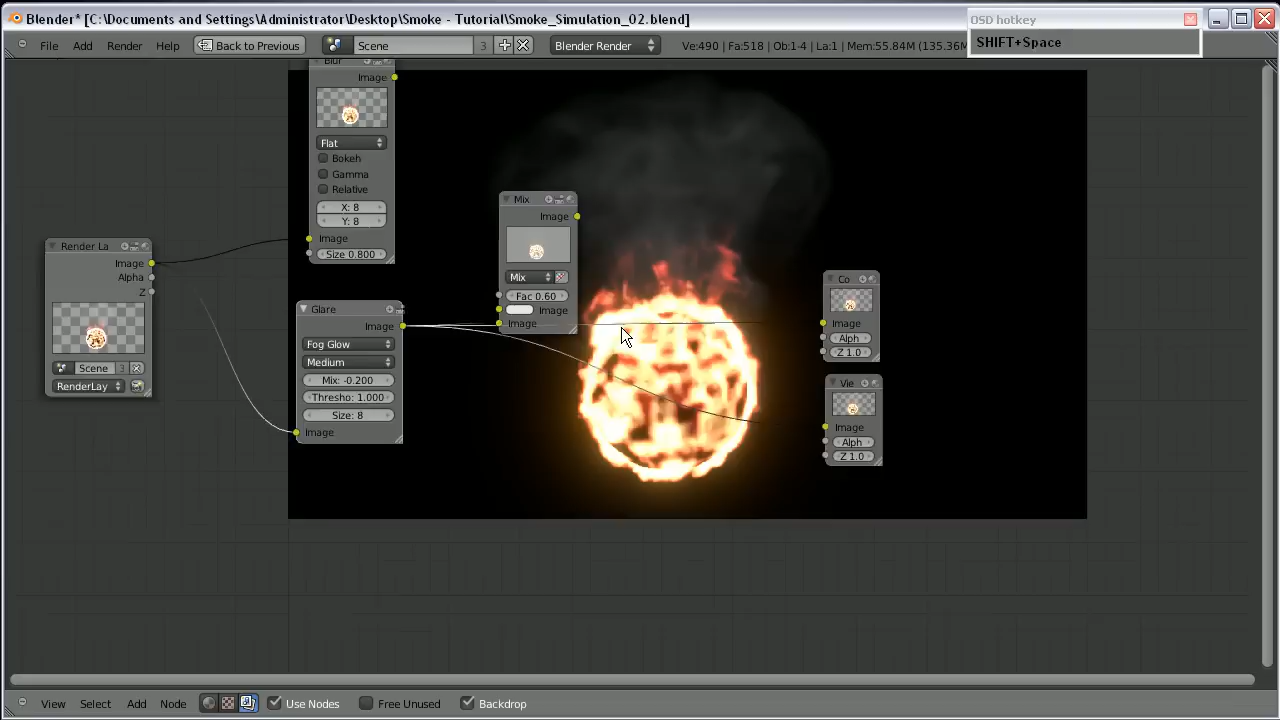 Blender* [C:\Documents and Settings\Administrator\Desktop\Smoke - Tutorial\Smoke_Simulation_02.blend]
OSD hotkey
SHIFT+Space
File Add Render Help Back to Previous Scene 3 Blender Render Ve:490 | Fa:518 | Ob:1-4 | La:1 | Mem:55.84M (135.36M
Blur
Image
Flat
Bokeh
Gamma
Relative
X: 8
Y: 8
Image
Size 0.800
Render La
Image
Alpha
Z
Scene 3
RenderLay
Glare
Image
Fog Glow
Medium
Mix: -0.200
Thresho: 1.000
Size: 8
Image
Mix
Image
Mix
Fac 0.60
Image
Image
Co
Image
Alph
Z 1.0
Vie
Image
Alph
Z 1.0
View Select Add Node Use Nodes Free Unused Backdrop